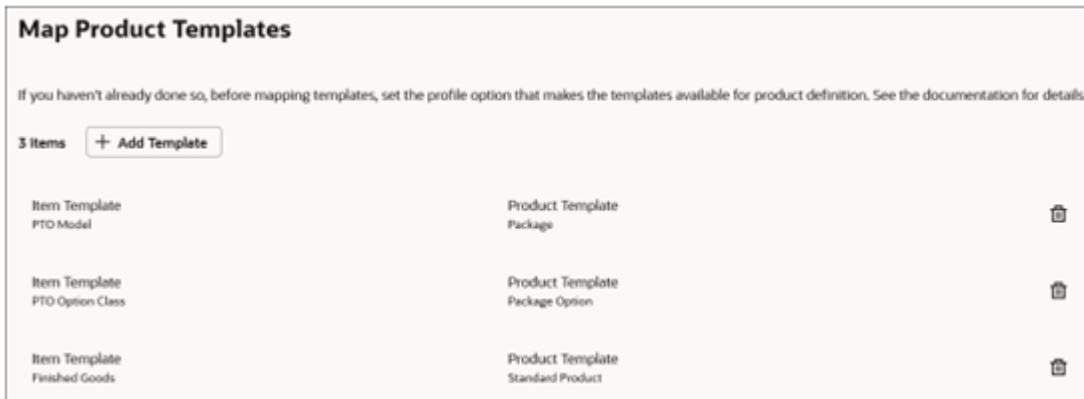 Map Product Templates
If you haven't already done so, before mapping templates, set the profile option that makes the templates available for product definition. See the documentation for details
3 Items + Add Template
Item Template Product Template
PTO Model Package
Item Template Product Template
PTO Option Class Package Option
Item Template Product Template
Finished Goods Standard Product